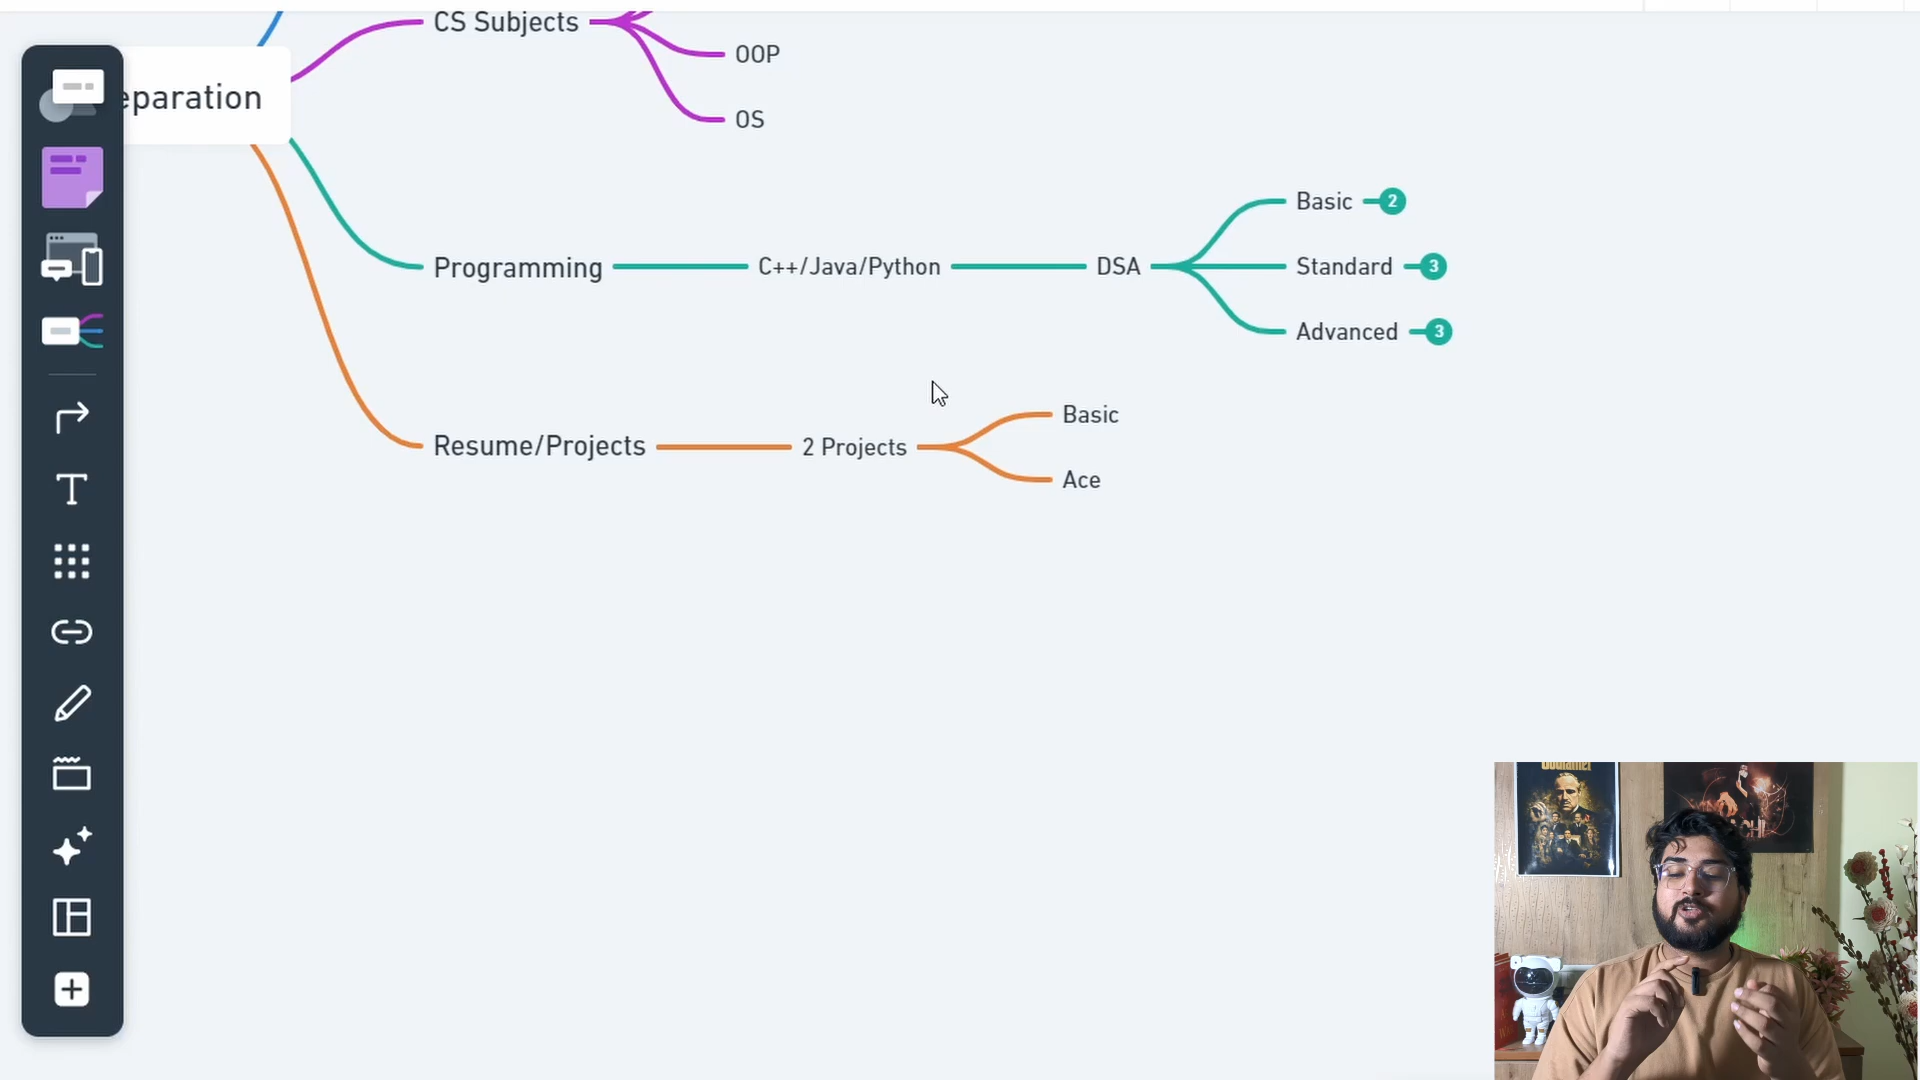 CS Subjects
OOP
eparation
OS
Basic 2
Programming C++/Java/Python DSA Standard 3
Advanced 3
Basic
Resume/Projects 2 Projects
Ace